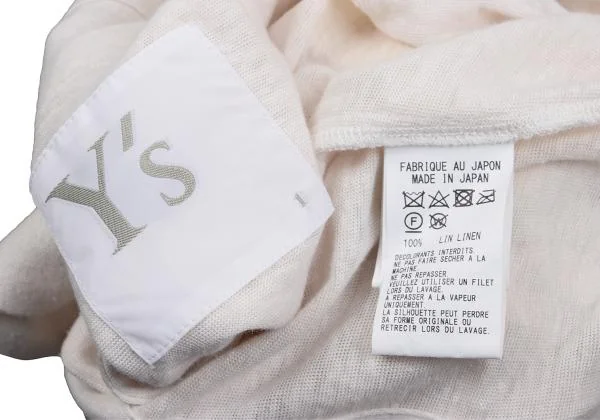 Y's
1
FABRIQUE AU JAPON
MADE IN JAPAN
F
100% LIN LINEN
DECOLORANTS INTERDITS.
NE PAS FAIRE SECHER A LA
MACHINE
NE PAS REPASSER
VEUILLEZ UTILISER UN FILET
LORS DU LAVAGE.
A REPASSER A LA VAPEUR
UNIQUEMENT.
LA SILHOUETTE PEUT PERDRE
SA FORME ORIGINALE OU
RETRECIR LORS DU LAVAGE.